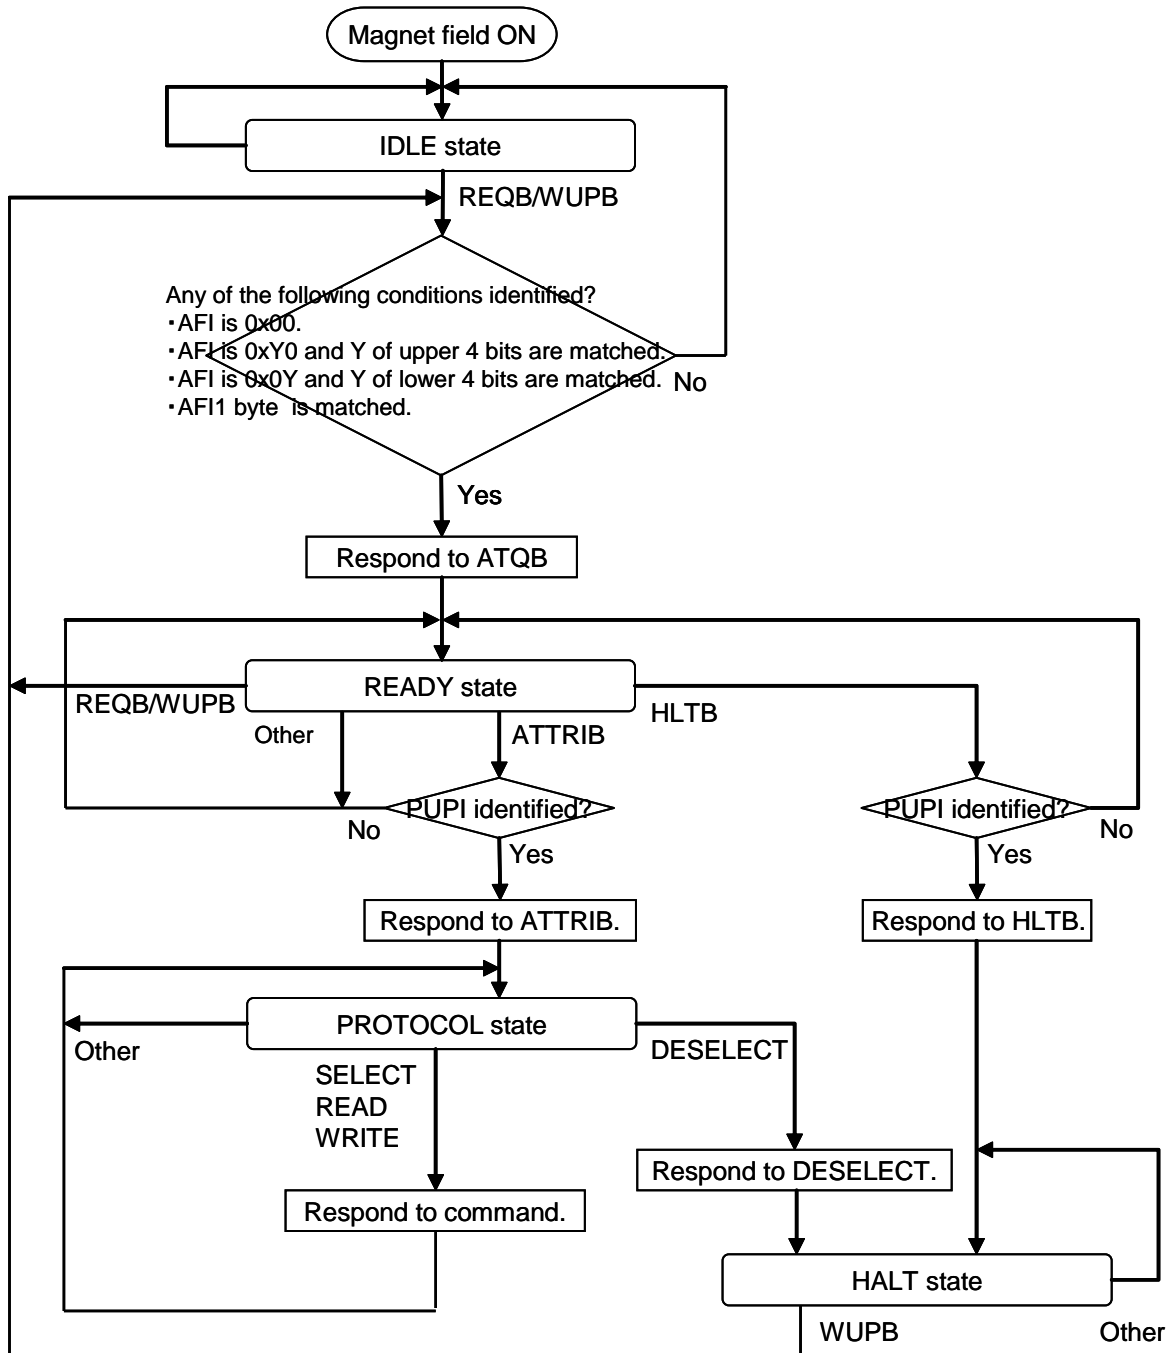 Magnet field ON
IDLE state
REQB/WUPB
Any of the following conditions identified?
・AFI is 0x00.
・AFI is 0xY0 and Y of upper 4 bits are matched.
・AFI is 0x0Y and Y of lower 4 bits are matched.
No
・AFI1 byte is matched.
Yes
Respond to ATQB
READY state
REQB/WUPB
HLTB
Other
ATTRIB
PUPI identified?
PUPI identified?
No
No
Yes
Yes
Respond to ATTRIB.
Respond to HLTB.
PROTOCOL state
Other
DESELECT
SELECT
READ
WRITE
Respond to DESELECT.
Respond to command.
HALT state
WUPB
Other